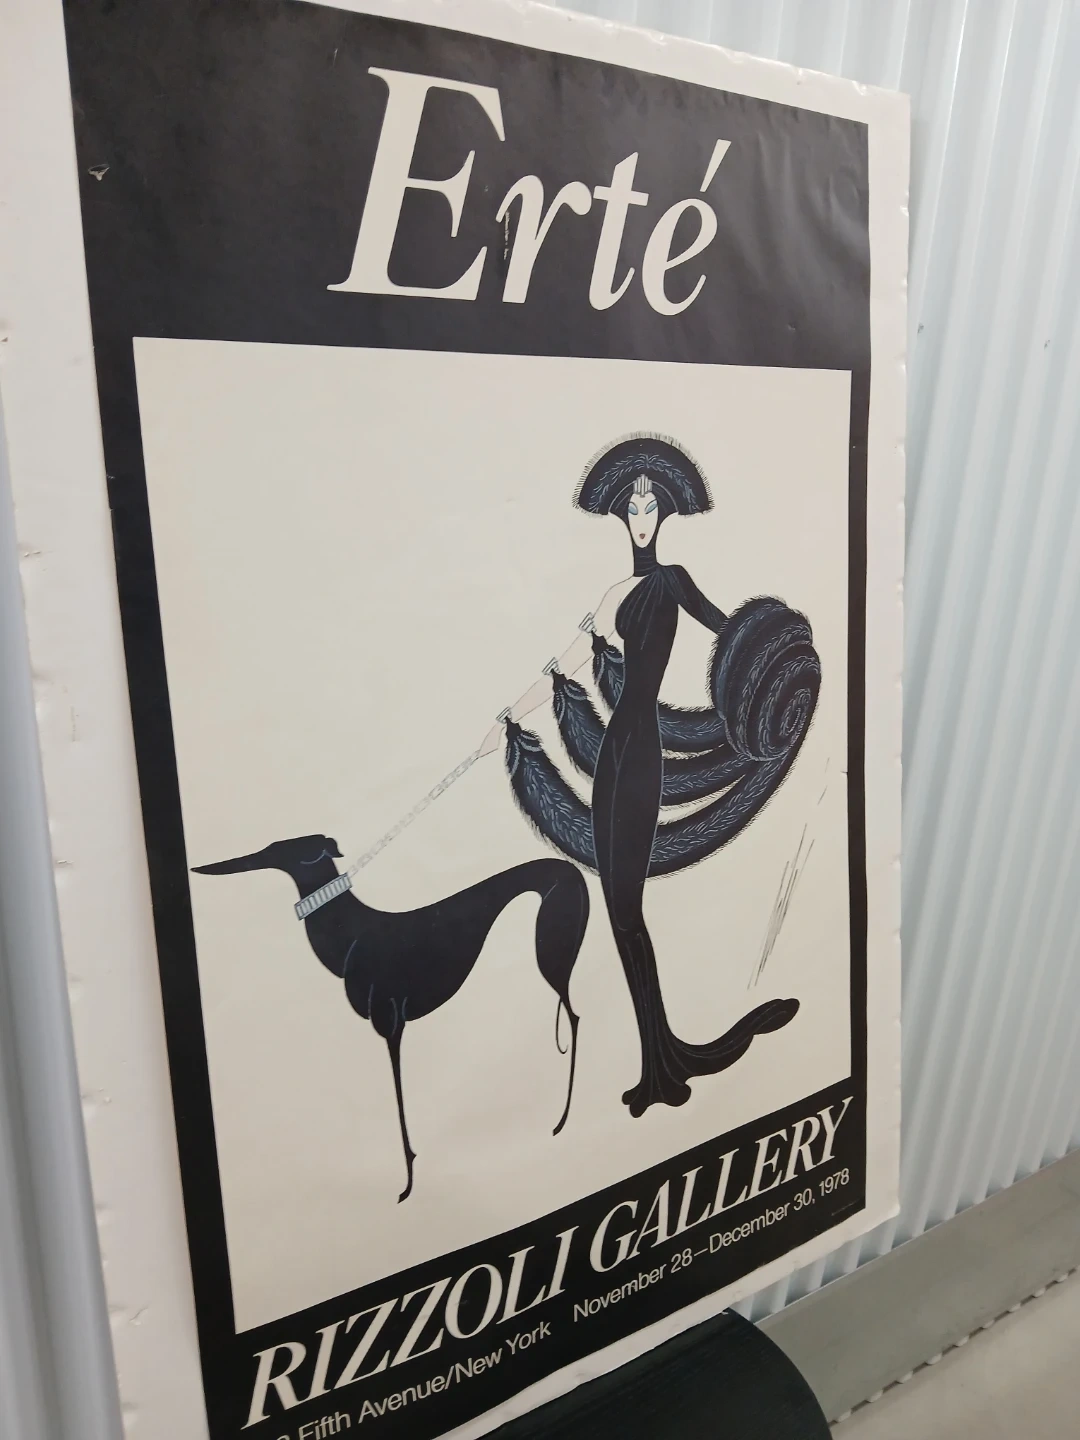 Erté
RIZZOLI GALLERY
Fifth Avenue/New York November 28–December 30, 1978